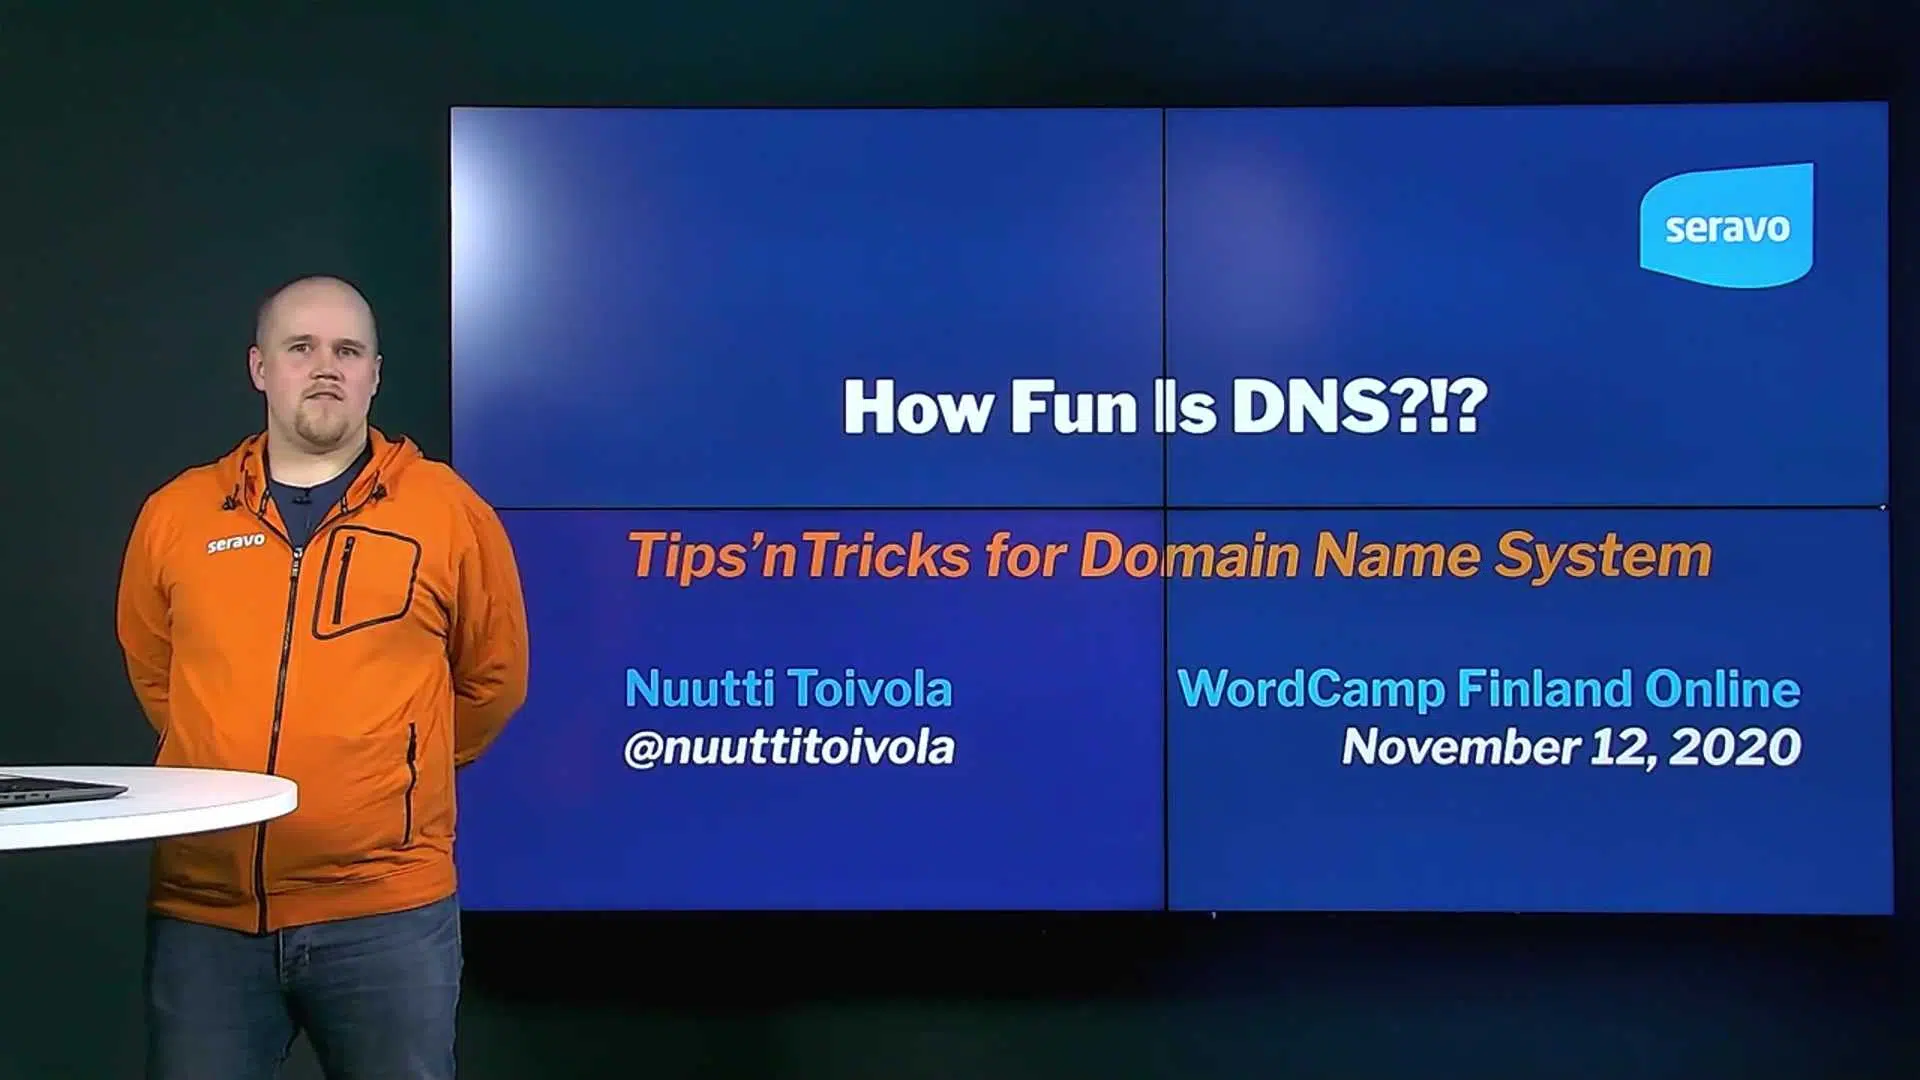 seravo
How Fun Is DNS?!?
seravo
Tips'nTricks for Domain Name System
Nuutti Toivola
WordCamp Finland Online
@nuuttitoivola
November 12, 2020